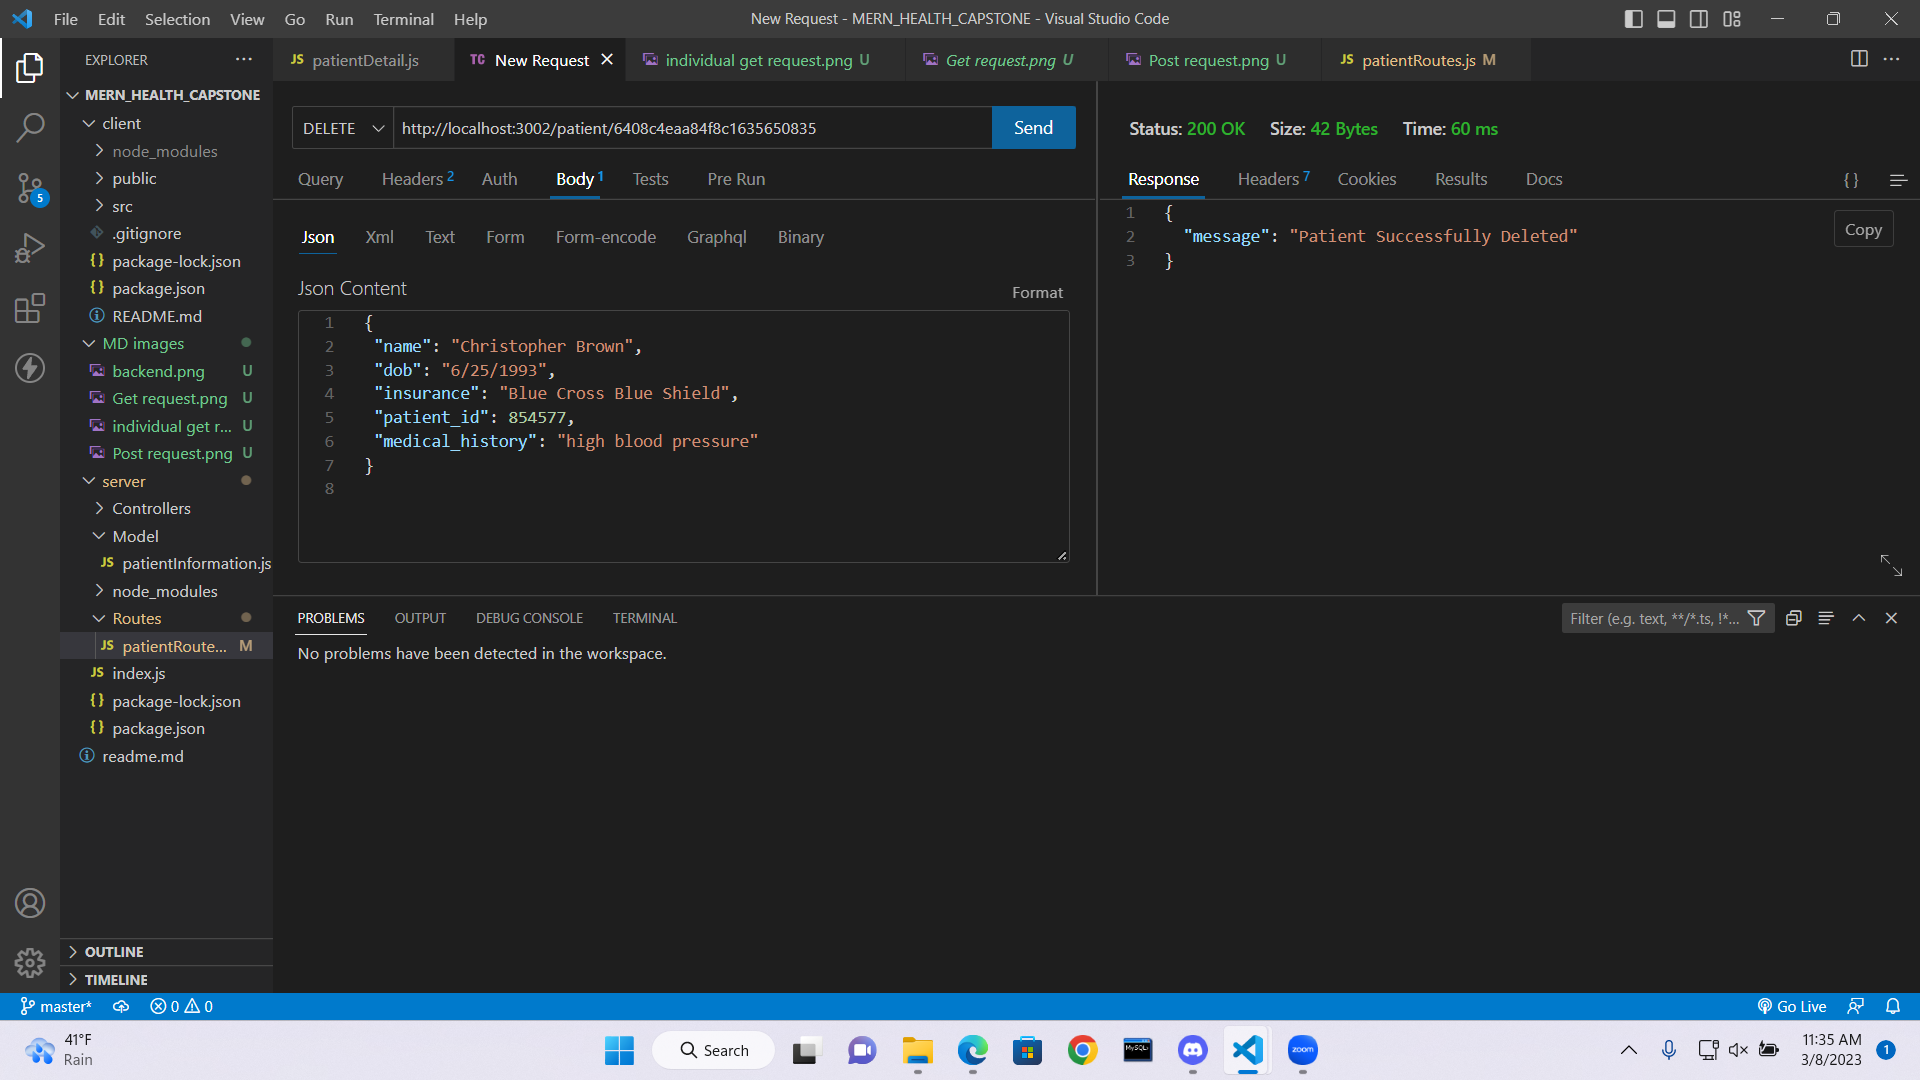 File Edit Selection View Go Run Terminal Help
New Request - MERN_HEALTH_CAPSTONE - Visual Studio Code
EXPLORER
JS patientDetail.js
TC New Request
individual get request.png U
Get request.png U
Post request.png U
JS patientRoutes.js M
MERN_HEALTH_CAPSTONE
client
node_modules
public
src
.gitignore
{} package-lock.json
{} package.json
README.md
MD images
backend.png U
Get request.png U
individual get r... U
Post request.png U
server
Controllers
Model
JS patientInformation.js
node_modules
Routes
JS patientRoute... M
JS index.js
{} package-lock.json
{} package.json
readme.md
OUTLINE
TIMELINE
5
DELETE http://localhost:3002/patient/6408c4eaa84f8c1635650835 Send
Query Headers 2 Auth Body 1 Tests Pre Run
Json Xml Text Form Form-encode Graphql Binary
Json Content
Format
1 {
2 "name": "Christopher Brown",
3 "dob": "6/25/1993",
4 "insurance": "Blue Cross Blue Shield",
5 "patient_id": 854577,
6 "medical_history": "high blood pressure"
7 }
8
Status: 200 OK Size: 42 Bytes Time: 60 ms
Response Headers 7 Cookies Results Docs { }
1 {
2 "message": "Patient Successfully Deleted"
3 }
Copy
PROBLEMS OUTPUT DEBUG CONSOLE TERMINAL
Filter (e.g. text, **/*.ts, !*...
No problems have been detected in the workspace.
master* 0 0
Go Live
41°F
Rain
Search
MySQL
zoom
11:35 AM
3/8/2023
1